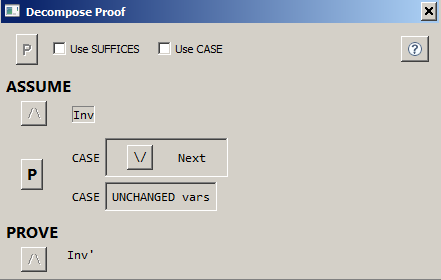 Decompose Proof
P Use SUFFICES Use CASE ?
ASSUME
/\ Inv
CASE \/ Next
P
CASE UNCHANGED vars
PROVE
/\ Inv'